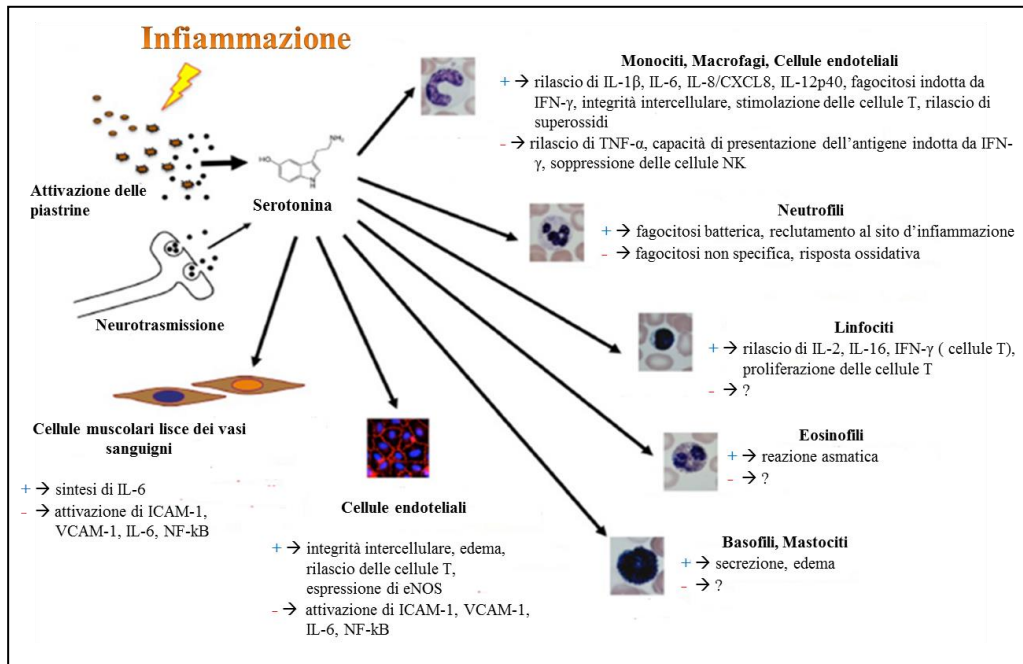 Infiammazione
Attivazione delle
piastrine
Neurotrasmissione
HO
NH₂
N
H
Serotonina
Monociti, Macrofagi, Cellule endoteliali
+ → rilascio di IL-1β, IL-6, IL-8/CXCL8, IL-12p40, fagocitosi indotta da
IFN-γ, integrità intercellulare, stimolazione delle cellule T, rilascio di
superossidi
- → rilascio di TNF-α, capacità di presentazione dell’antigene indotta da IFN-
γ, soppressione delle cellule NK
Neutrofili
+ → fagocitosi batterica, reclutamento al sito d’infiammazione
- → fagocitosi non specifica, risposta ossidativa
Linfociti
+ → rilascio di IL-2, IL-16, IFN-γ ( cellule T),
proliferazione delle cellule T
- → ?
Eosinofili
+ → reazione asmatica
- → ?
Basofili, Mastociti
+ → secrezione, edema
- → ?
Cellule endoteliali
+ → integrità intercellulare, edema,
rilascio delle cellule T,
espressione di eNOS
- → attivazione di ICAM-1, VCAM-1,
IL-6, NF-kB
Cellule muscolari lisce dei vasi
sanguigni
+ → sintesi di IL-6
- → attivazione di ICAM-1,
VCAM-1, IL-6, NF-kB